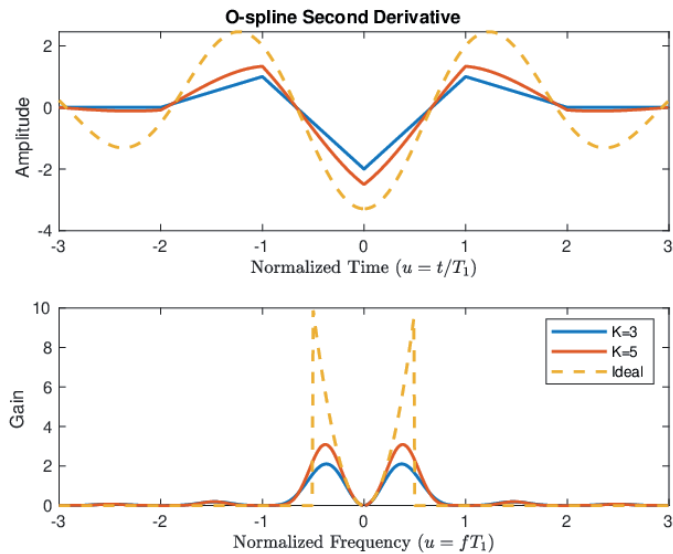 O-spline Second Derivative
2
0
-2
-4
Amplitude
-3 -2 -1 0 1 2 3
Normalized Time (u = t/T₁)
10
8
6
4
2
0
Gain
K=3
K=5
Ideal
-3 -2 -1 0 1 2 3
Normalized Frequency (u = fT₁)